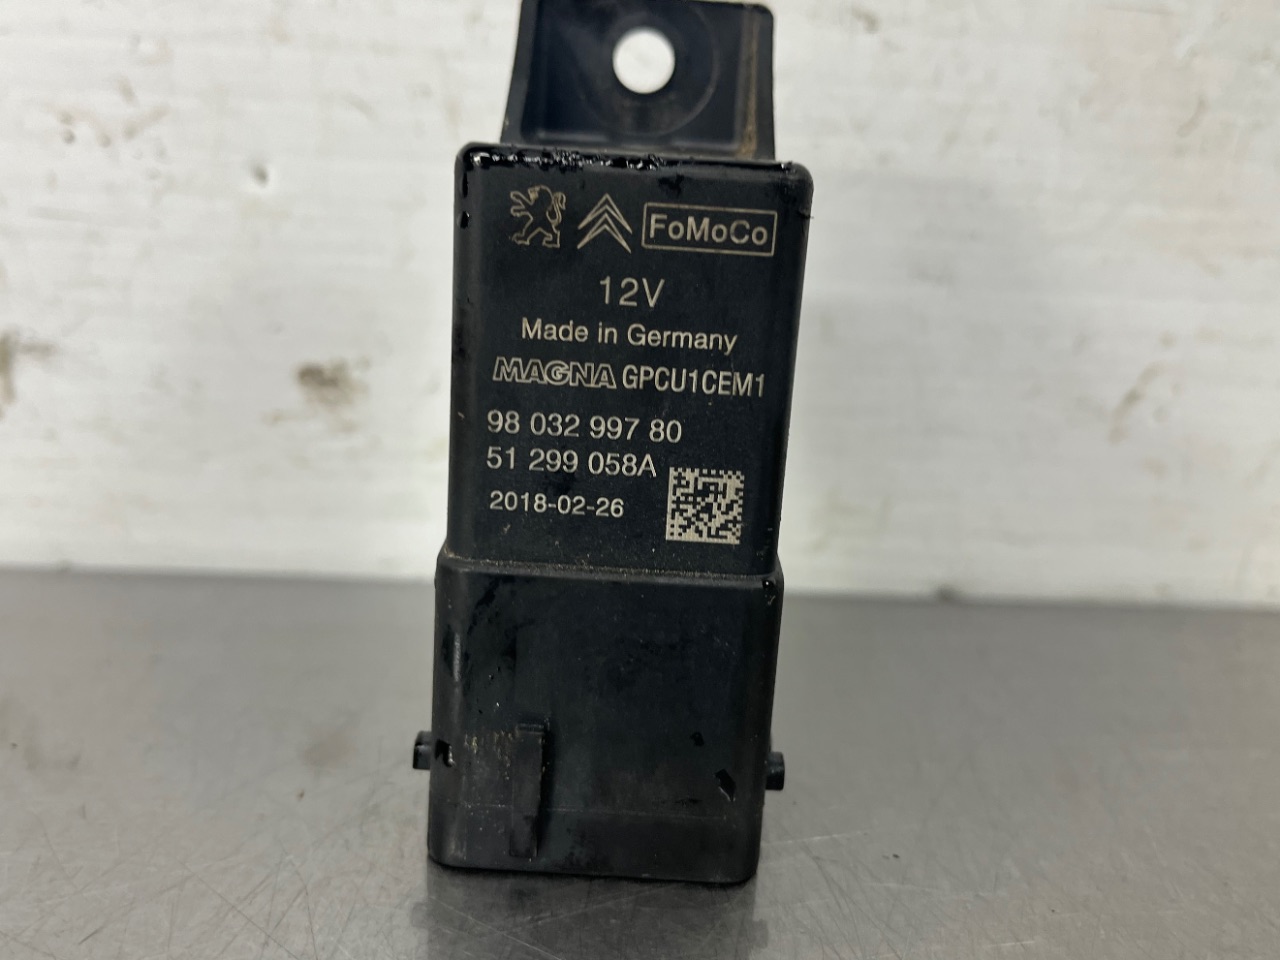 FoMoCo
12V
Made in Germany
MAGNA GPCU1CEM1
98 032 997 80
51 299 058A
2018-02-26